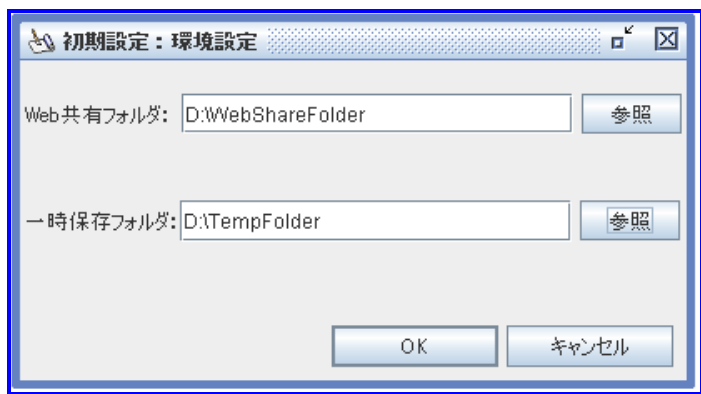 初期設定：環境設定
Web共有フォルダ: D:\WebShareFolder 参照
一時保存フォルダ: D:\TempFolder 参照
OK キャンセル